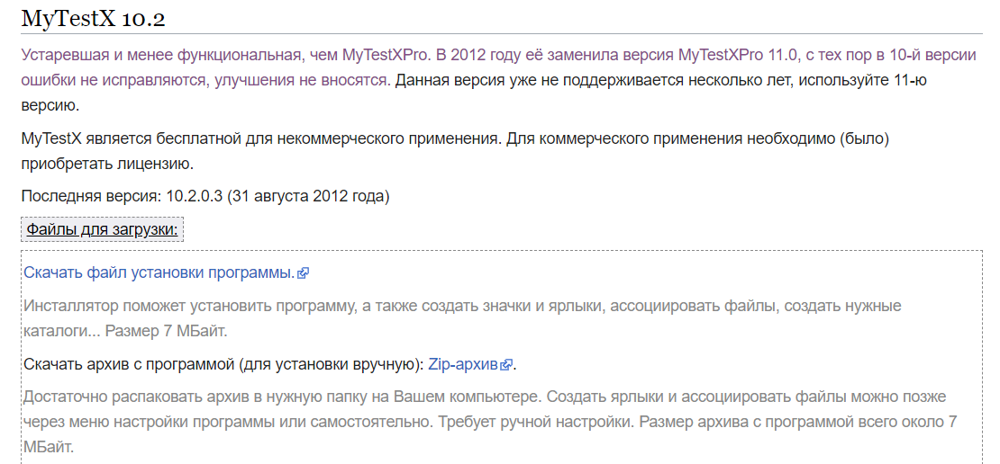 MyTestX 10.2
Устаревшая и менее функциональная, чем MyTestXPro. В 2012 году её заменила версия MyTestXPro 11.0, с тех пор в 10-й версии
ошибки не исправляются, улучшения не вносятся. Данная версия уже не поддерживается несколько лет, используйте 11-ю
версию.
MyTestX является бесплатной для некоммерческого применения. Для коммерческого применения необходимо (было)
приобретать лицензию.
Последняя версия: 10.2.0.3 (31 августа 2012 года)
Файлы для загрузки:
Скачать файл установки программы.
Инсталлятор поможет установить программу, а также создать значки и ярлыки, ассоциировать файлы, создать нужные
каталоги... Размер 7 МБайт.
Скачать архив с программой (для установки вручную): Zip-архив.
Достаточно распаковать архив в нужную папку на Вашем компьютере. Создать ярлыки и ассоциировать файлы можно позже
через меню настройки программы или самостоятельно. Требует ручной настройки. Размер архива с программой всего около 7
МБайт.